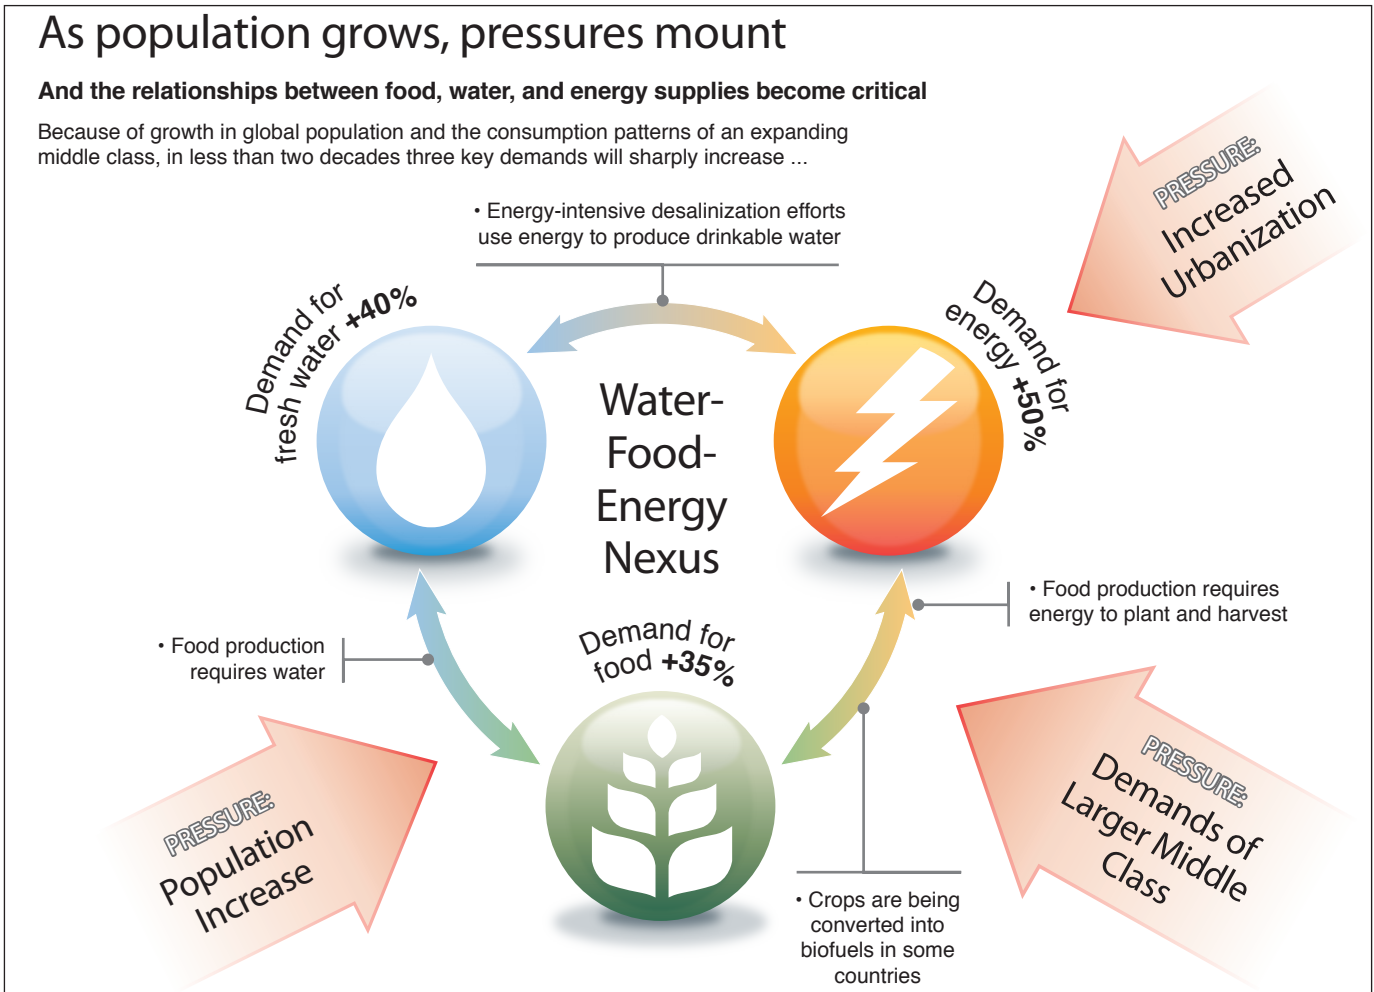 As population grows, pressures mount
And the relationships between food, water, and energy supplies become critical
Because of growth in global population and the consumption patterns of an expanding
middle class, in less than two decades three key demands will sharply increase ...
PRESSURE:
Increased
Urbanization
• Energy-intensive desalinization efforts
use energy to produce drinkable water
Demand for
fresh water +40%
Demand for
energy +50%
Water-
Food-
Energy
Nexus
• Food production requires
energy to plant and harvest
• Food production
requires water
Demand for
food +35%
PRESSURE:
Population
Increase
PRESSURE:
Demands of
Larger Middle
Class
• Crops are being
converted into
biofuels in some
countries